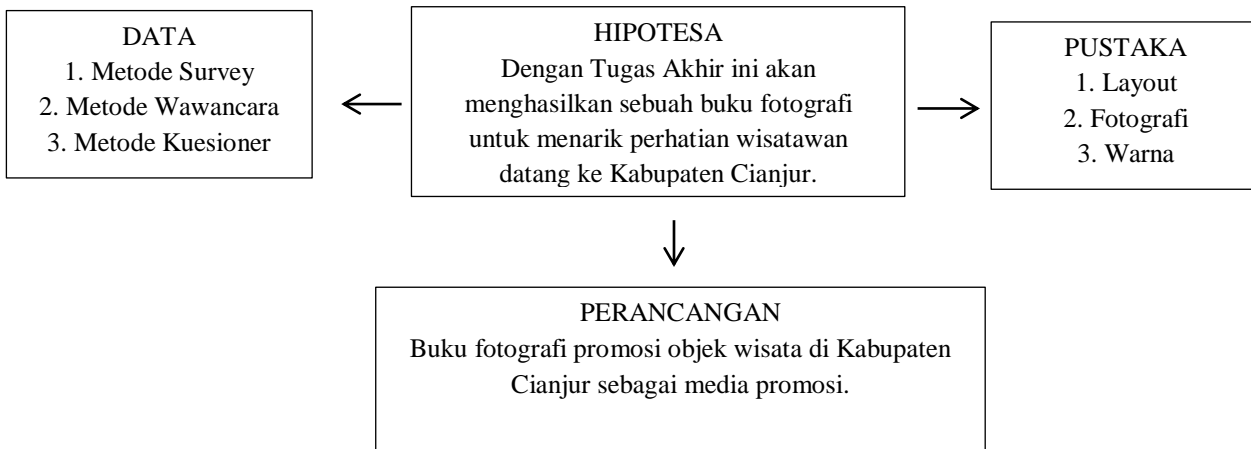 DATA
1. Metode Survey
2. Metode Wawancara
3. Metode Kuesioner
HIPOTESA
Dengan Tugas Akhir ini akan
menghasilkan sebuah buku fotografi
untuk menarik perhatian wisatawan
datang ke Kabupaten Cianjur.
PUSTAKA
1. Layout
2. Fotografi
3. Warna
PERANCANGAN
Buku fotografi promosi objek wisata di Kabupaten
Cianjur sebagai media promosi.